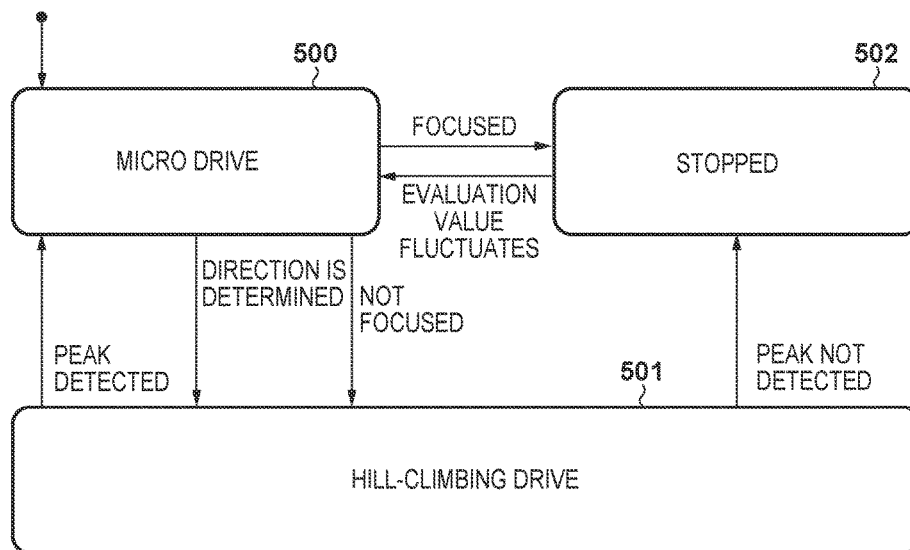 500
502
MICRO DRIVE
FOCUSED
STOPPED
EVALUATION
VALUE
FLUCTUATES
DIRECTION IS
DETERMINED
NOT
FOCUSED
PEAK
DETECTED
501
PEAK NOT
DETECTED
HILL-CLIMBING DRIVE